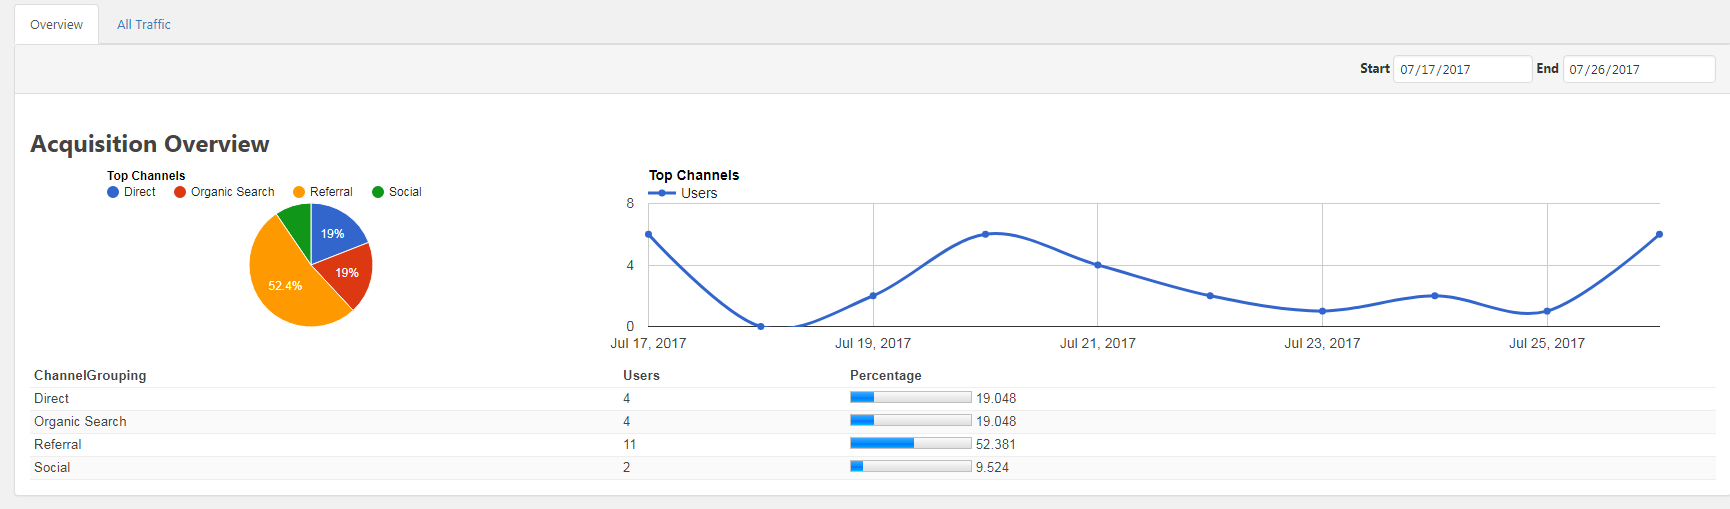 Overview All Traffic
Start 07/17/2017 End 07/26/2017
Acquisition Overview
Top Channels
Direct Organic Search Referral Social
19%
19%
52.4%
Top Channels
Users
8
4
0
Jul 17, 2017 Jul 19, 2017 Jul 21, 2017 Jul 23, 2017 Jul 25, 2017
ChannelGrouping Users Percentage
Direct 4 19.048
Organic Search 4 19.048
Referral 11 52.381
Social 2 9.524